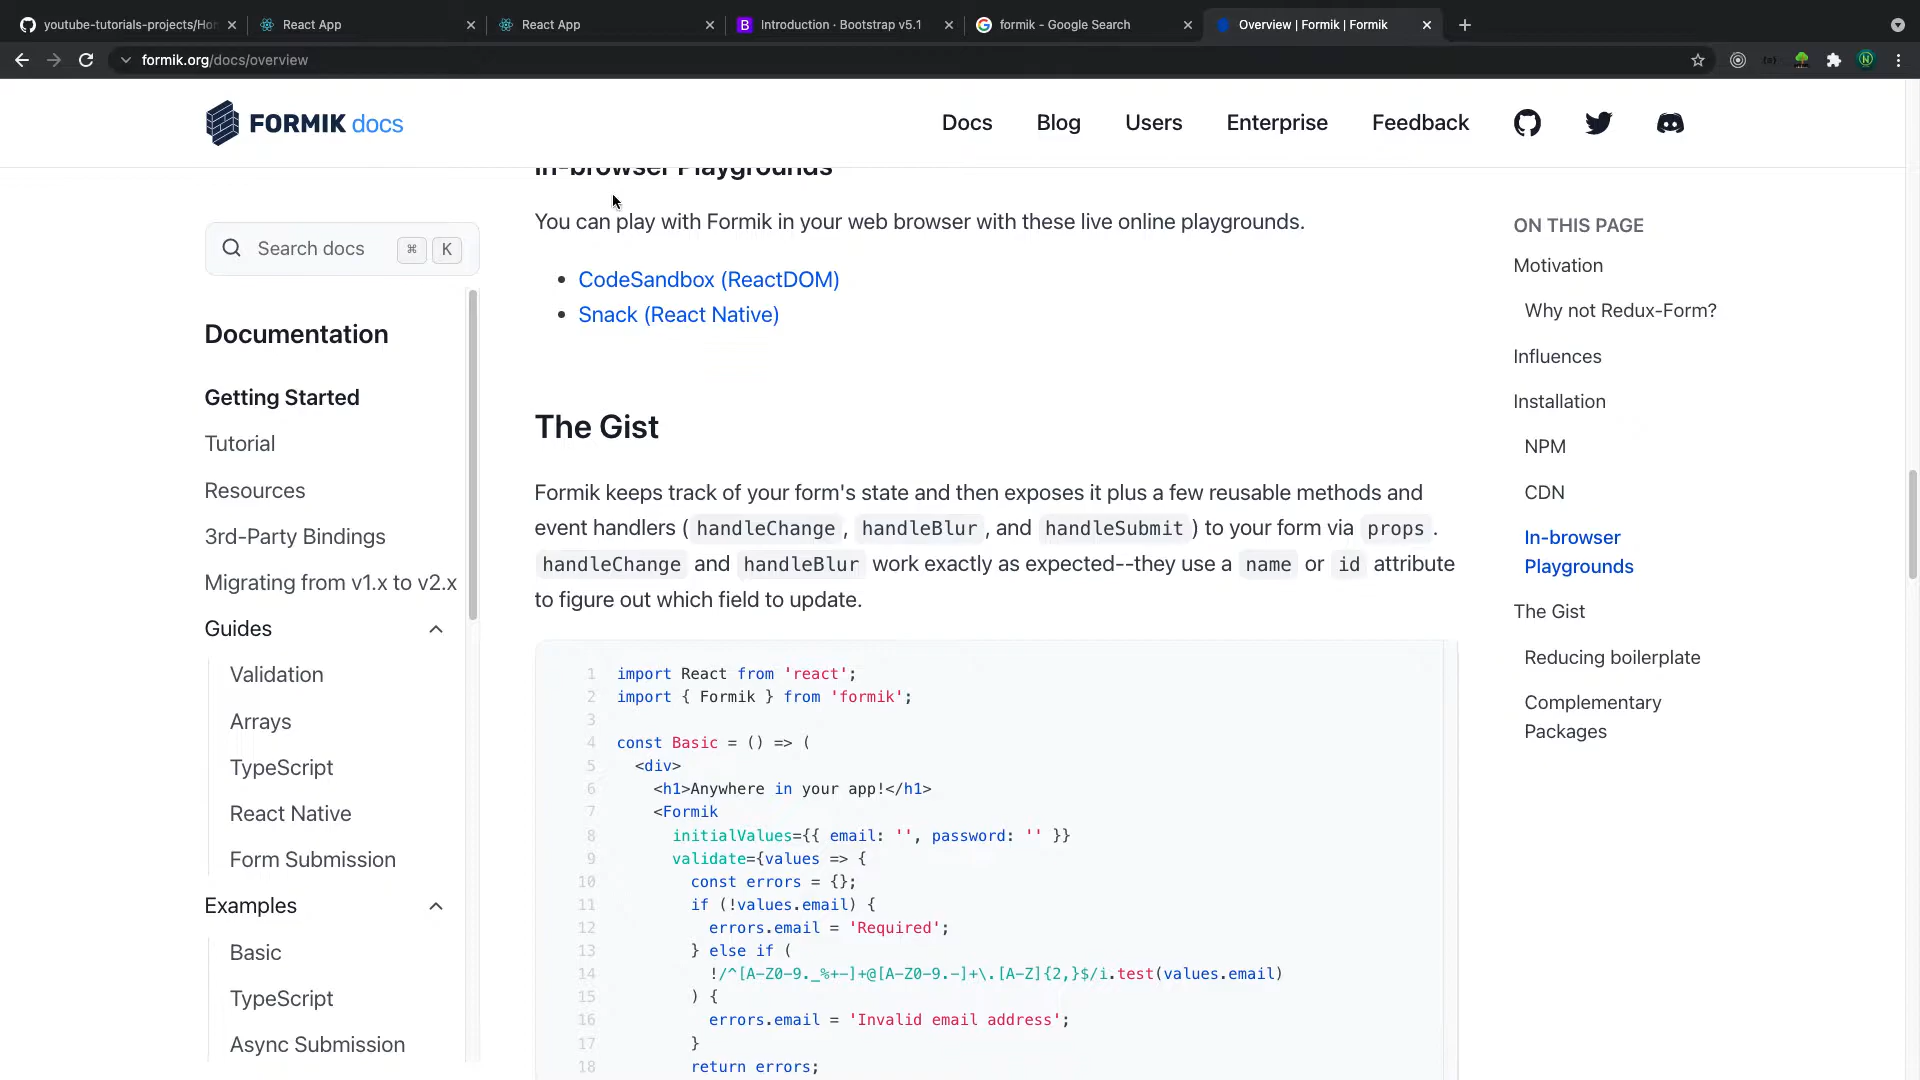 youtube-tutorials-projects/Hor
React App
React App
B Introduction · Bootstrap v5.1
formik - Google Search
Overview | Formik | Formik
formik.org/docs/overview
FORMIK docs
Docs
Blog
Users
Enterprise
Feedback
In-browser Playgrounds
You can play with Formik in your web browser with these live online playgrounds.
• CodeSandbox (ReactDOM)
• Snack (React Native)
The Gist
Formik keeps track of your form's state and then exposes it plus a few reusable methods and
event handlers ( handleChange , handleBlur , and handleSubmit ) to your form via props .
handleChange and handleBlur work exactly as expected--they use a name or id attribute
to figure out which field to update.
1 import React from 'react';
2 import { Formik } from 'formik';
3
4 const Basic = () => (
5 <div>
6 <h1>Anywhere in your app!</h1>
7 <Formik
8 initialValues={{ email: '', password: '' }}
9 validate={values => {
10 const errors = {};
11 if (!values.email) {
12 errors.email = 'Required';
13 } else if (
14 !/^[A-Z0-9._%+-]+@[A-Z0-9.-]+\.[A-Z]{2,}$/i.test(values.email)
15 ) {
16 errors.email = 'Invalid email address';
17 }
18 return errors;
Search docs ⌘ K
Documentation
Getting Started
Tutorial
Resources
3rd-Party Bindings
Migrating from v1.x to v2.x
Guides
Validation
Arrays
TypeScript
React Native
Form Submission
Examples
Basic
TypeScript
Async Submission
ON THIS PAGE
Motivation
Why not Redux-Form?
Influences
Installation
NPM
CDN
In-browser
Playgrounds
The Gist
Reducing boilerplate
Complementary
Packages